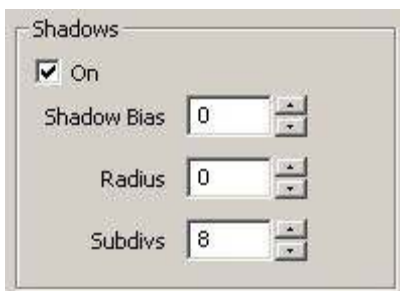 Shadows
On
Shadow Bias 0
Radius 0
Subdivs 8